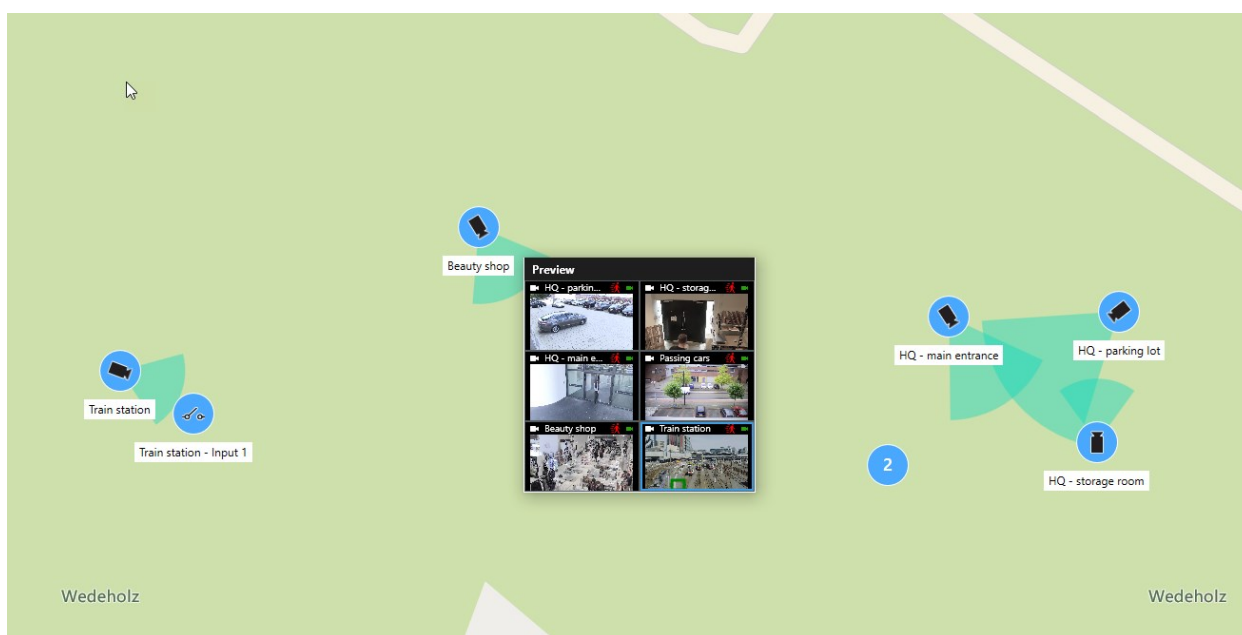 Beauty shop
Preview
HQ - parkin...
HQ - storag...
HQ - main e...
Passing cars
Beauty shop
Train station
HQ - main entrance
HQ - parking lot
Train station
Train station - Input 1
2
HQ - storage room
Wedeholz
Wedeholz